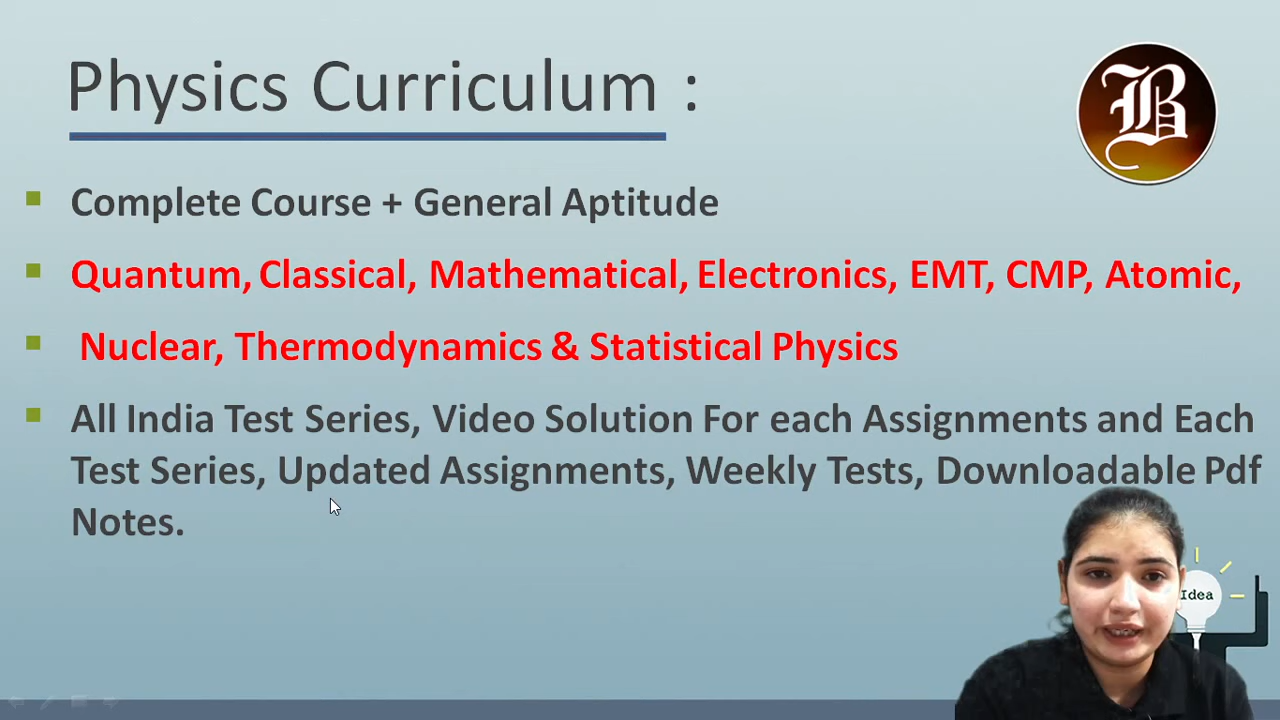 Physics Curriculum :
B
Complete Course + General Aptitude
Quantum, Classical, Mathematical, Electronics, EMT, CMP, Atomic,
Nuclear, Thermodynamics & Statistical Physics
All India Test Series, Video Solution For each Assignments and Each
Test Series, Updated Assignments, Weekly Tests, Downloadable Pdf
Notes.
Idea